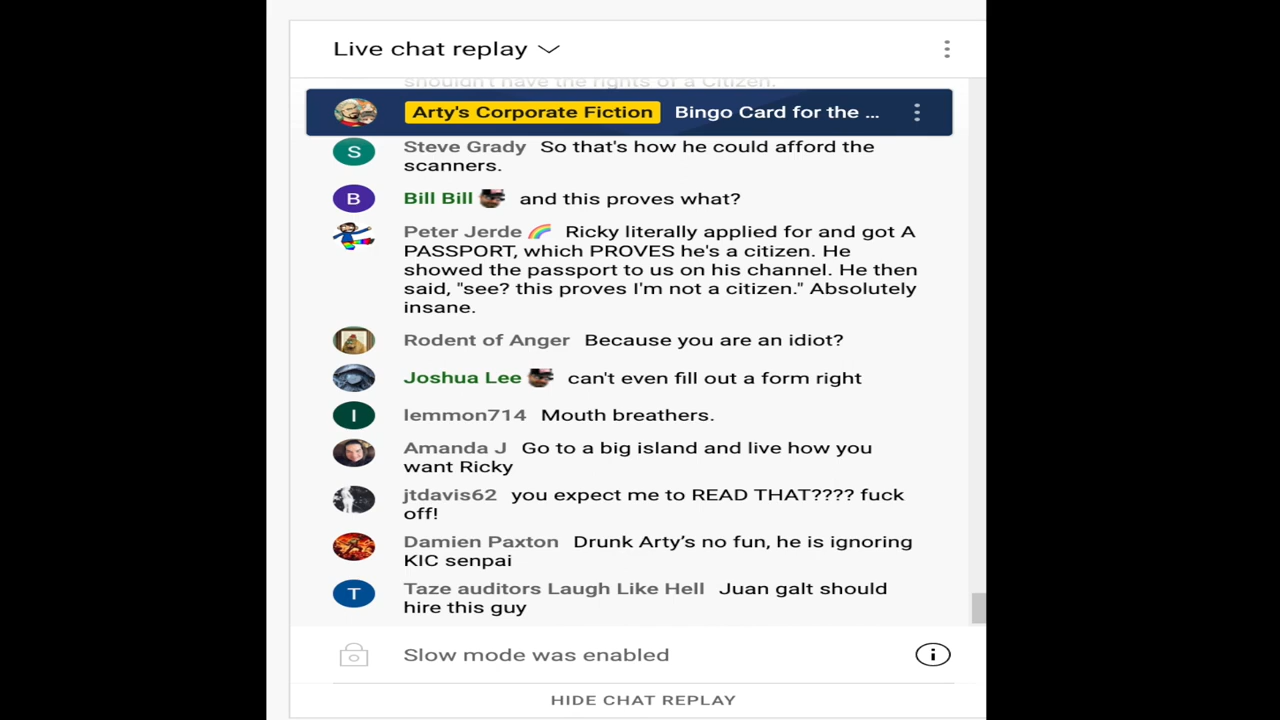 Live chat replay
shouldn't have the rights of a Citizen.
Arty's Corporate Fiction Bingo Card for the ...
S Steve Grady So that's how he could afford the
scanners.
B Bill Bill and this proves what?
Peter Jerde 🌈 Ricky literally applied for and got A
PASSPORT, which PROVES he's a citizen. He
showed the passport to us on his channel. He then
said, "see? this proves I'm not a citizen." Absolutely
insane.
Rodent of Anger Because you are an idiot?
Joshua Lee can't even fill out a form right
l lemmon714 Mouth breathers.
Amanda J Go to a big island and live how you
want Ricky
jtdavis62 you expect me to READ THAT???? fuck
off!
Damien Paxton Drunk Arty’s no fun, he is ignoring
KIC senpai
T Taze auditors Laugh Like Hell Juan galt should
hire this guy
Slow mode was enabled
HIDE CHAT REPLAY